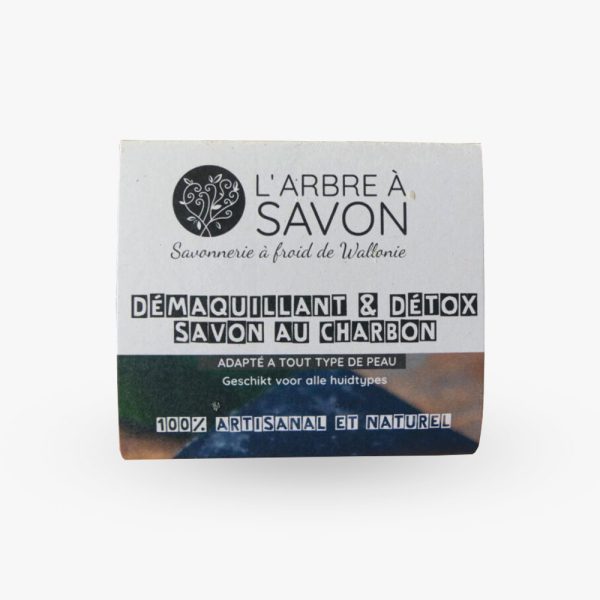 L'ARBRE À
SAVON
Savonnerie à froid de Wallonie
DÉMAQUILLANT & DÉTOX
SAVON AU CHARBON
ADAPTÉ A TOUT TYPE DE PEAU
Geschikt voor alle huidtypes
100% ARTISANAL ET NATUREL